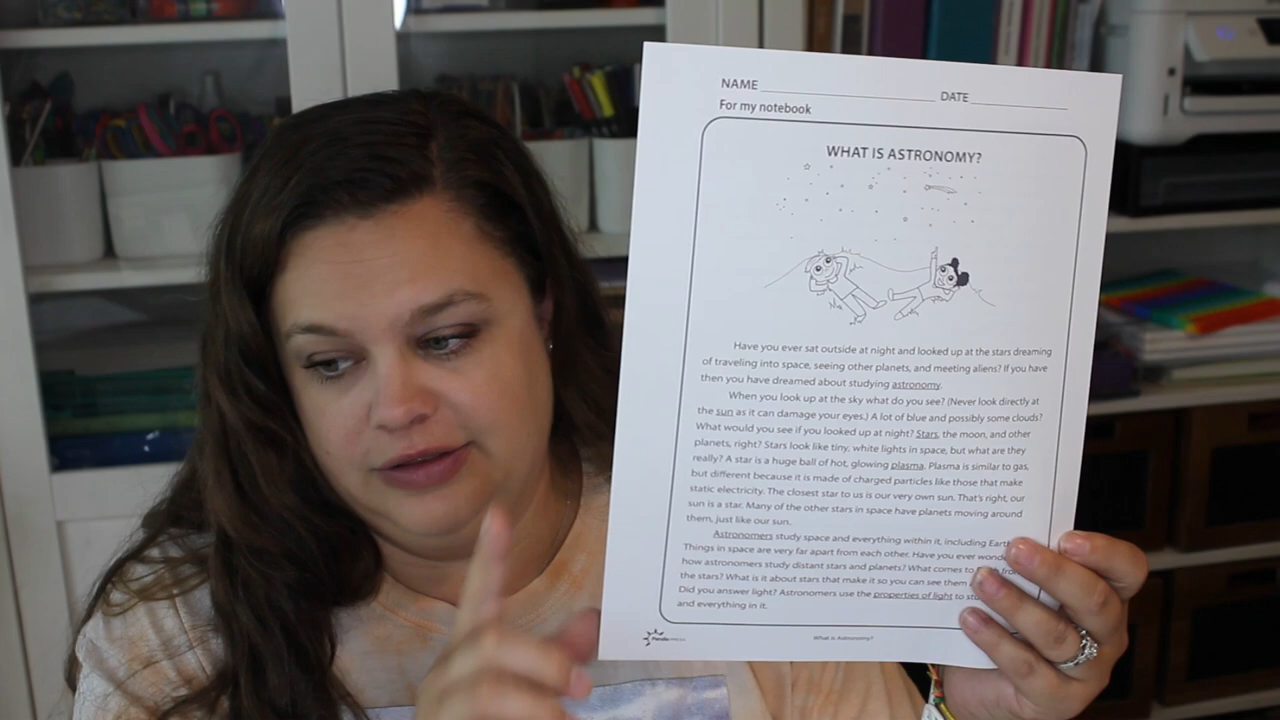 NAME DATE
For my notebook
WHAT IS ASTRONOMY?
Have you ever sat outside at night and looked up at the stars dreaming
of traveling into space, seeing other planets, and meeting aliens? If you have
then you have dreamed about studying astronomy.
When you look up at the sky what do you see? (Never look directly at
the sun as it can damage your eyes.) A lot of blue and possibly some clouds?
What would you see if you looked up at night? Stars, the moon, and other
planets, right? Stars look like tiny, white lights in space, but what are they
really? A star is a huge ball of hot, glowing plasma. Plasma is similar to gas,
but different because it is made of charged particles like those that make
static electricity. The closest star to us is our very own sun. That's right, our
sun is a star. Many of the other stars in space have planets moving around
them, just like our sun.
Astronomers study space and everything within it, including
Things in space are very far apart from each other. Have you ever
how astronomers study distant stars and planets? What comes to
the stars? What is it about stars that make it so you can see them
Did you answer light? Astronomers use the properties of light to
and everything in it.
Pandia PRESS What is Astronomy?